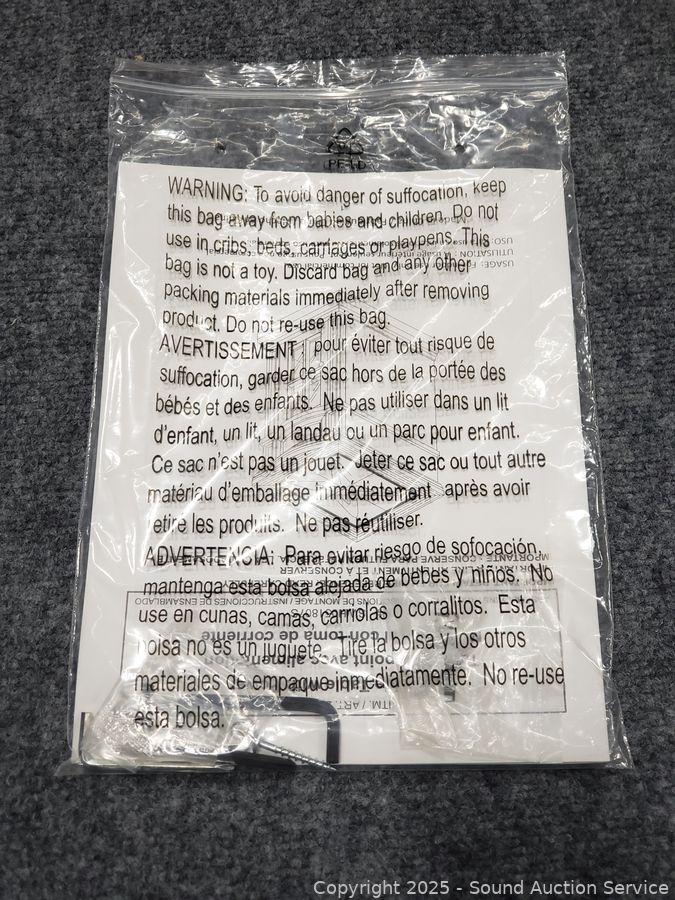 WARNING: To avoid danger of suffocation, keep
this bag away from babies and children. Do not
use in cribs, beds, carriages or playpens. This
bag is not a toy. Discard bag and any other
packing materials immediately after removing
product. Do not re-use this bag.
AVERTISSEMENT : pour éviter tout risque de
suffocation, garder ce sac hors de la portée des
bébés et des enfants. Ne pas utiliser dans un lit
d'enfant, un lit, un landau ou un parc pour enfant.
Ce sac n'est pas un jouet. Jeter ce sac ou tout autre
matériau d'emballage immédiatement après avoir
retire les produits. Ne pas réutiliser.
ADVERTENCIA: Para evitar riesgo de sofocación,
mantenga esta bolsa alejada de bebes y niños. No
use en cunas, camas, carriolas o corralitos. Esta
bolsa no es un juguete. Tire la bolsa y los otros
materiales de empaque inmediatamente. No re-use
esta bolsa.
Copyright 2025 - Sound Auction Service